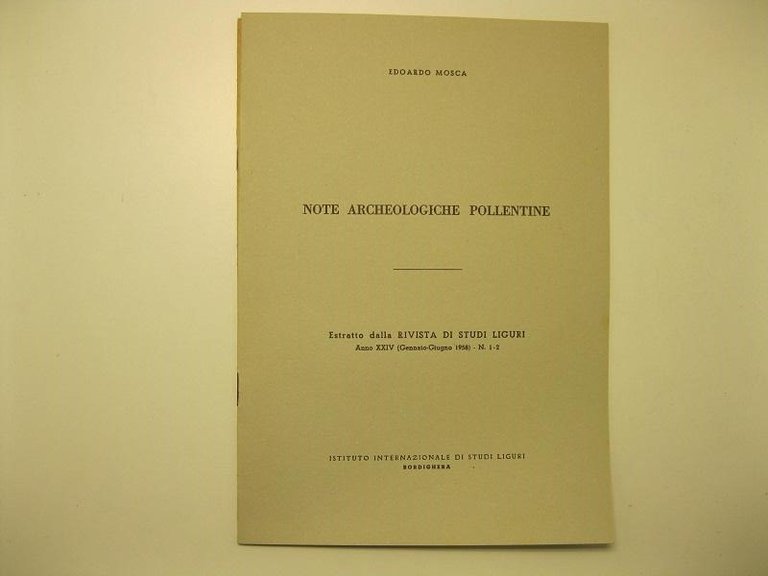 EDOARDO MOSCA
NOTE ARCHEOLOGICHE POLLENTINE
Estratto dalla RIVISTA DI STUDI LIGURI
Anno XXIV (Gennaio-Giugno 1958) - N. 1-2
ISTITUTO INTERNAZIONALE DI STUDI LIGURI
BORDIGHERA